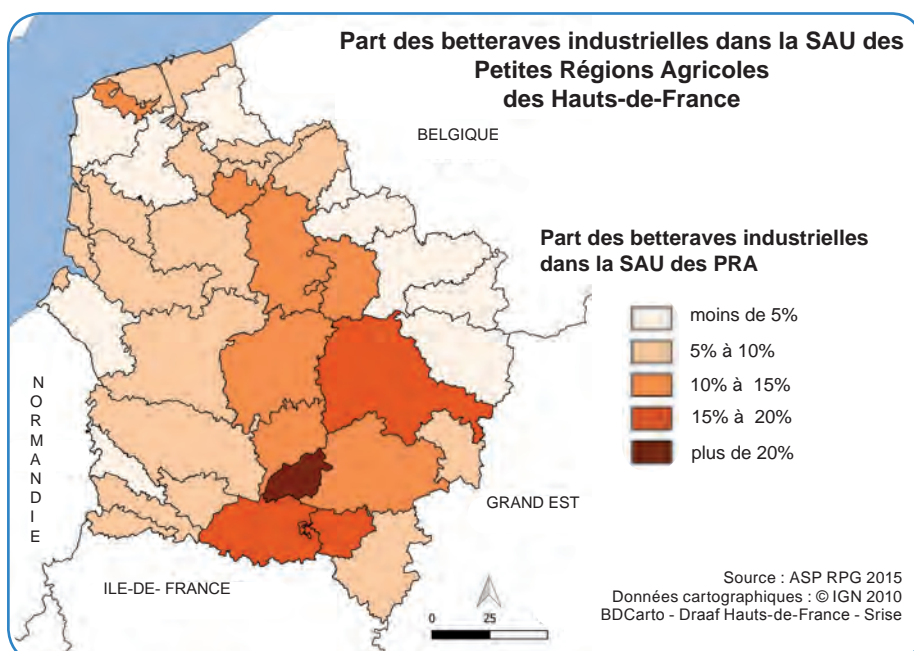 Part des betteraves industrielles dans la SAU des
Petites Régions Agricoles
des Hauts-de-France
BELGIQUE
Part des betteraves industrielles
dans la SAU des PRA
moins de 5%
5% à 10%
10% à 15%
15% à 20%
plus de 20%
NORMANDIE
GRAND EST
ILE-DE- FRANCE
0 25
Source : ASP RPG 2015
Données cartographiques : © IGN 2010
BDCarto - Draaf Hauts-de-France - Srise